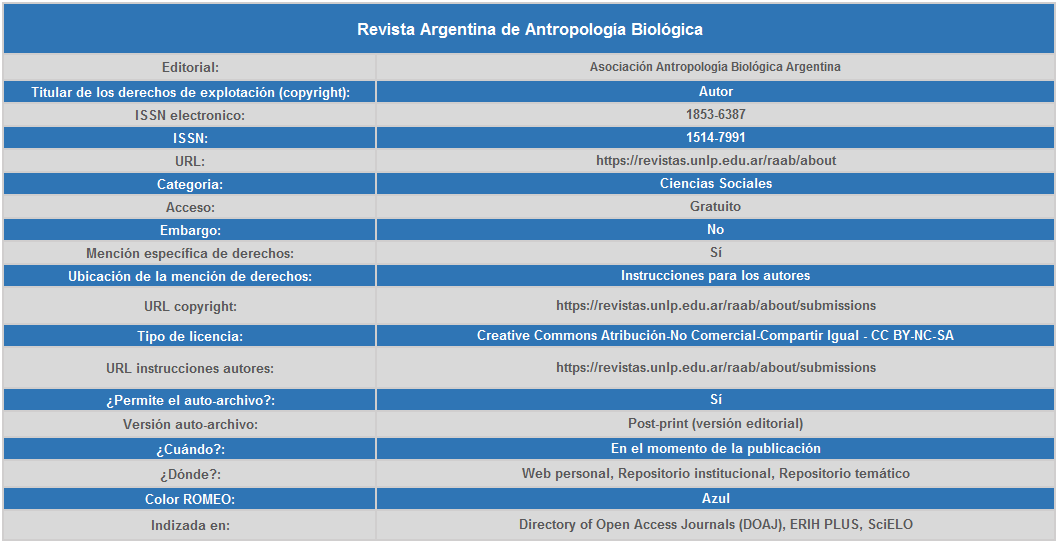 Revista Argentina de Antropología Biológica
Editorial: Asociación Antropología Biológica Argentina
Titular de los derechos de explotación (copyright): Autor
ISSN electronico: 1853-6387
ISSN: 1514-7991
URL: https://revistas.unlp.edu.ar/raab/about
Categoria: Ciencias Sociales
Acceso: Gratuito
Embargo: No
Mención específica de derechos: Sí
Ubicación de la mención de derechos: Instrucciones para los autores
URL copyright: https://revistas.unlp.edu.ar/raab/about/submissions
Tipo de licencia: Creative Commons Atribución-No Comercial-Compartir Igual - CC BY-NC-SA
URL instrucciones autores: https://revistas.unlp.edu.ar/raab/about/submissions
¿Permite el auto-archivo?: Sí
Versión auto-archivo: Post-print (versión editorial)
¿Cuándo?: En el momento de la publicación
¿Dónde?: Web personal, Repositorio institucional, Repositorio temático
Color ROMEO: Azul
Indizada en: Directory of Open Access Journals (DOAJ), ERIH PLUS, SciELO